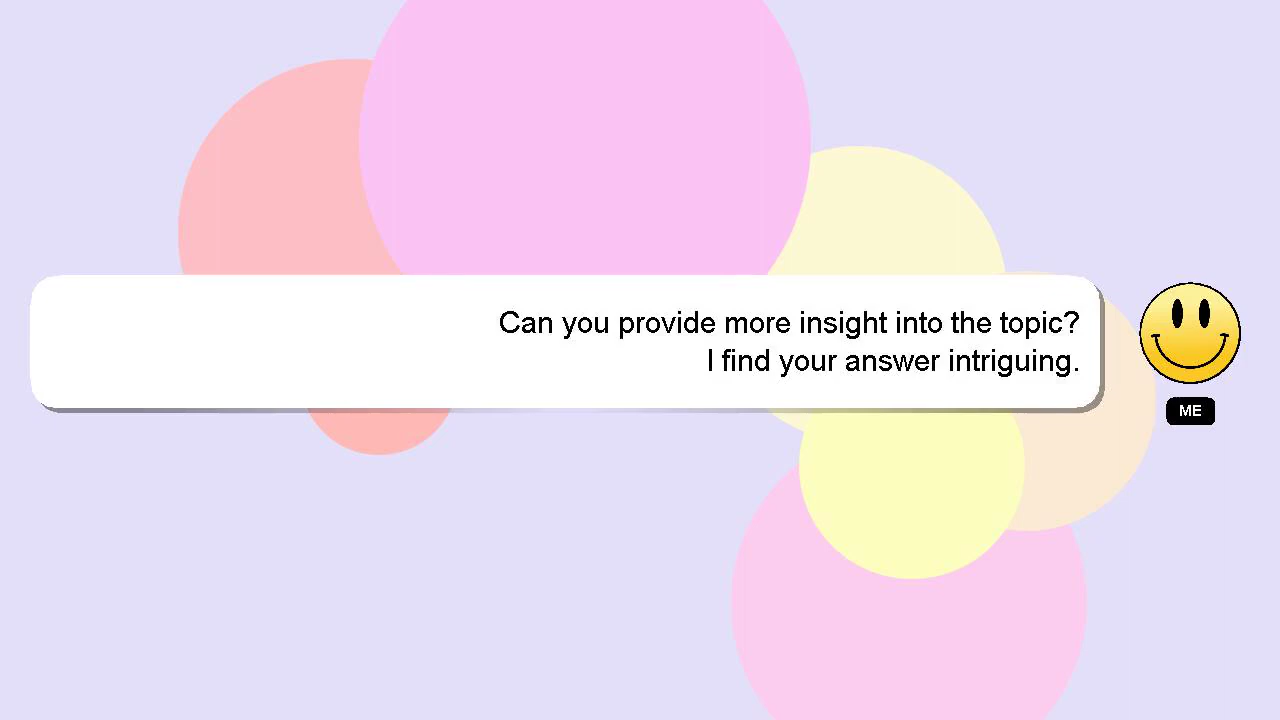 Can you provide more insight into the topic?
I find your answer intriguing.
ME